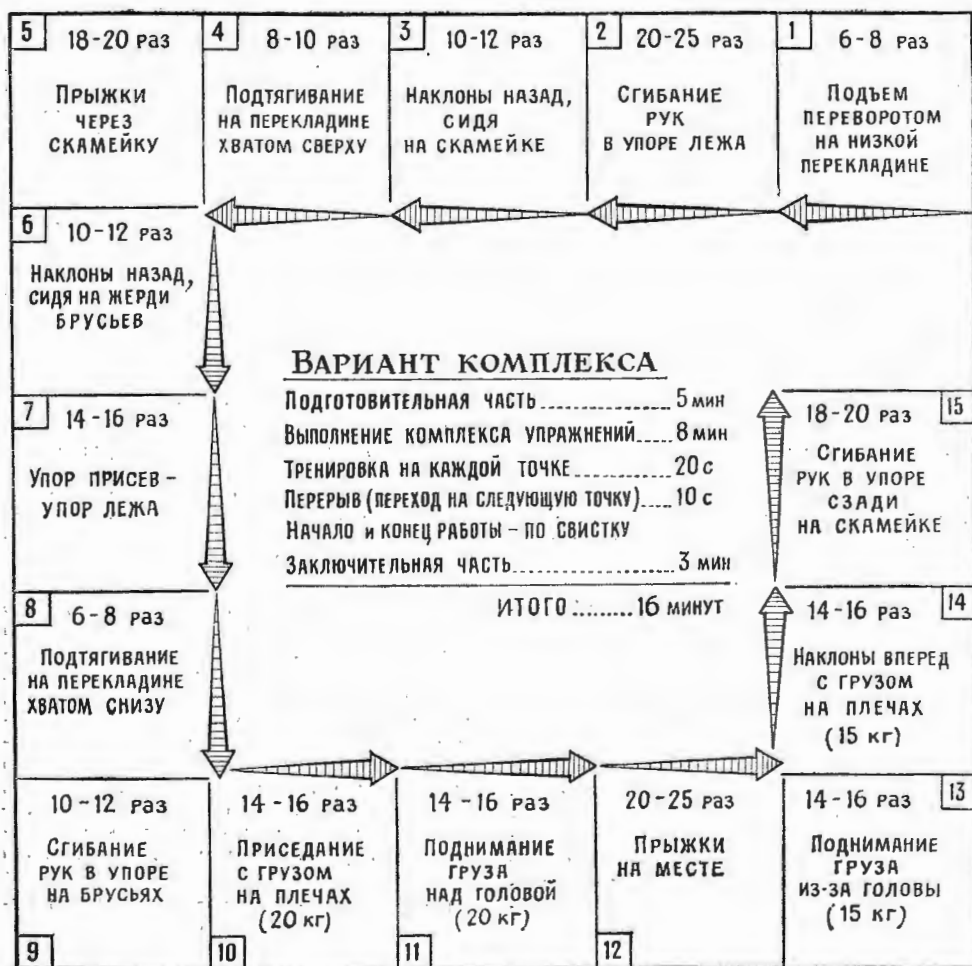 5 18-20 раз
Прыжки
через
скамейку
4 8-10 раз
Подтягивание
на перекладине
хватом сверху
3 10-12 раз
Наклоны назад,
сидя
на скамейке
2 20-25 раз
Сгибание
рук
в упоре лежа
1 6-8 раз
Подъем
переворотом
на низкой
перекладине
6 10-12 раз
Наклоны назад,
сидя на жерди
брусьев
7 14-16 раз
Упор присев -
упор лежа
8 6-8 раз
Подтягивание
на перекладине
хватом снизу
Вариант комплекса
Подготовительная часть 5 мин
Выполнение комплекса упражнений 8 мин
Тренировка на каждой точке 20 с
Перерыв (переход на следующую точку) 10 с
Начало и конец работы - по свистку
Заключительная часть 3 мин
ИТОГО: 16 минут
18-20 раз 15
Сгибание
рук в упоре
сзади
на скамейке
14-16 раз 14
Наклоны вперед
с грузом
на плечах
(15 кг)
10-12 раз
Сгибание
рук в упоре
на брусьях
9
14-16 раз
Приседание
с грузом
на плечах
(20 кг)
10
14-16 раз
Поднимание
груза
над головой
(20 кг)
11
20-25 раз
Прыжки
на месте
12
14-16 раз 13
Поднимание
груза
из-за головы
(15 кг)